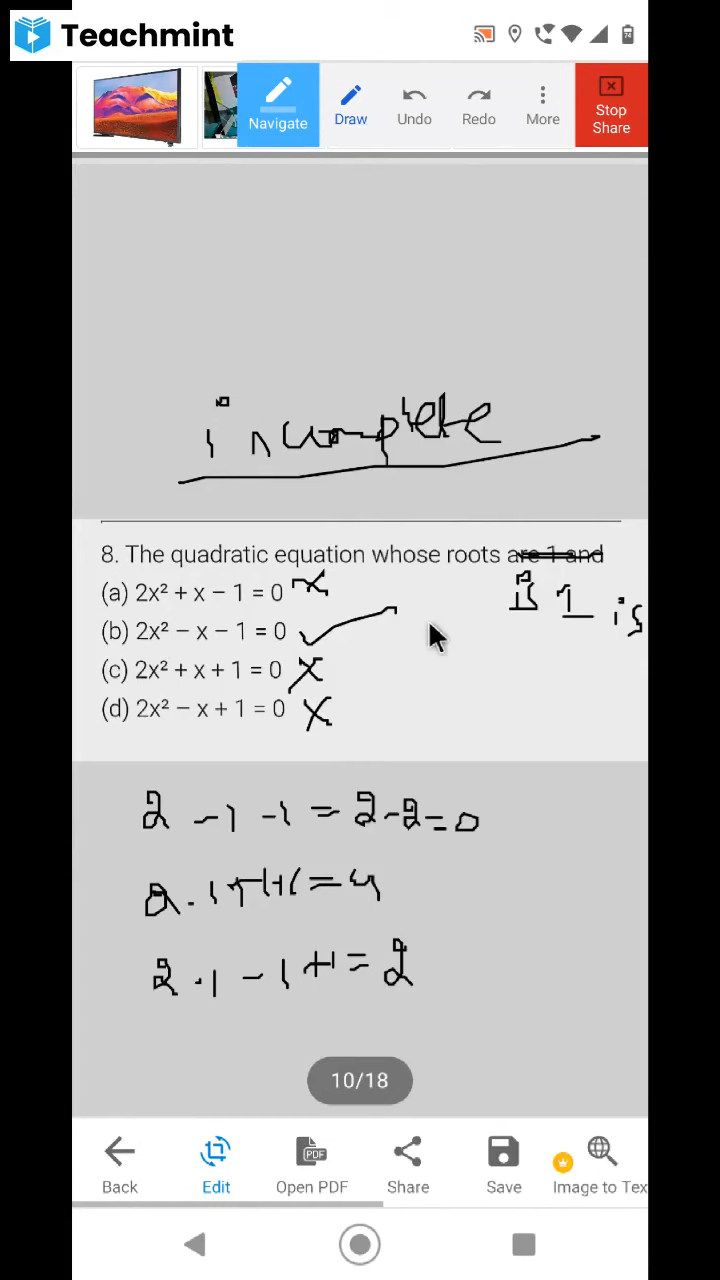 Teachmint
74
Navigate
Draw
Undo
Redo
More
Stop
Share
incomplete
8. The quadratic equation whose roots are 1 and
is 1 is
(a) 2x² + x − 1 = 0 x
(b) 2x² − x − 1 = 0 ✓
(c) 2x² + x + 1 = 0 x
(d) 2x² − x + 1 = 0 x
2 - 1 - 1 = 2 - 2 = 0
2 · 1 + 1 + 1 = 4
2 · 1 - 1 + 1 = 2
10/18
Back
Edit
PDF
Open PDF
Share
Save
Image to Tex